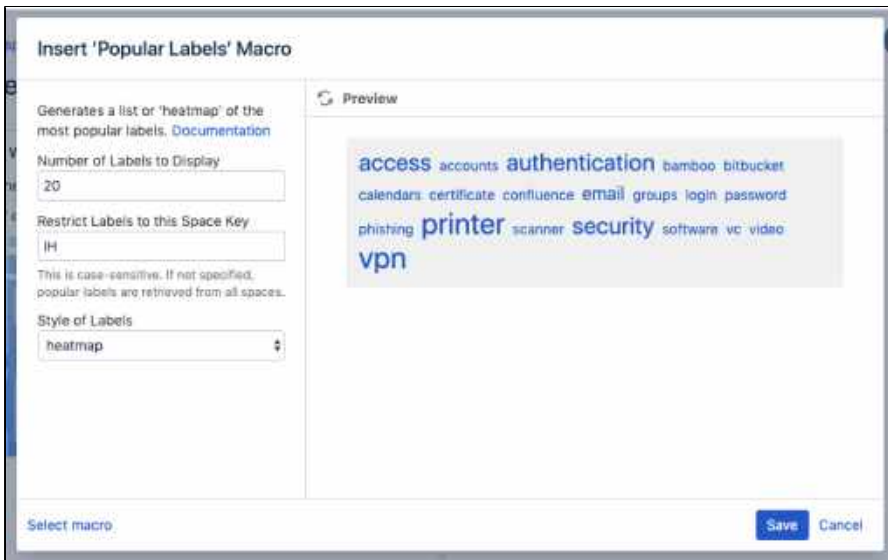 Insert 'Popular Labels' Macro
Generates a list or 'heatmap' of the
most popular labels. Documentation
Number of Labels to Display
20
Restrict Labels to this Space Key
IH
This is case-sensitive. If not specified,
popular labels are retrieved from all spaces.
Style of Labels
heatmap
Preview
access accounts authentication bamboo bitbucket
calendars certificate confluence email groups login password
phishing printer scanner security software vc video
vpn
Select macro
Save Cancel